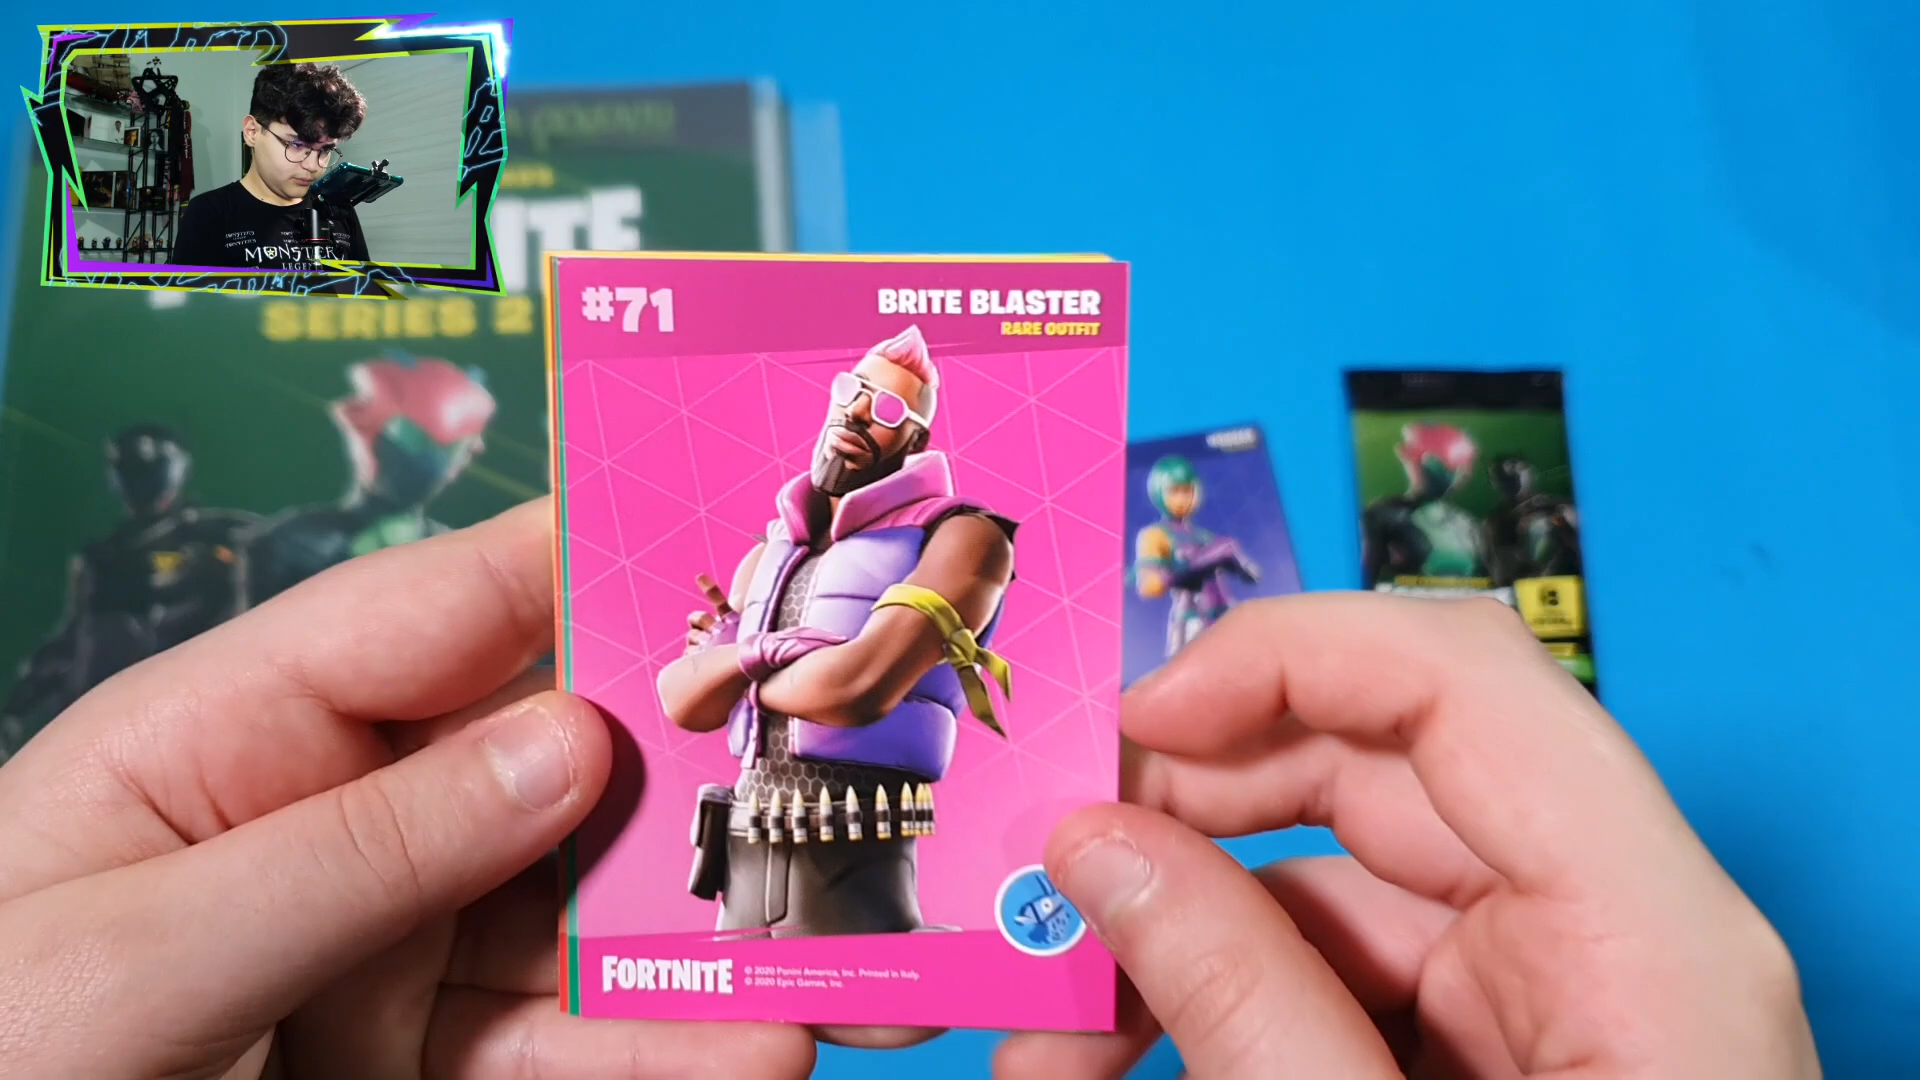 MONSTER
LEGENDS
SERIES 2
#71
BRITE BLASTER
RARE OUTFIT
FORTNITE
© 2020 Panini America, Inc. Printed in Italy.
© 2020 Epic Games, Inc.